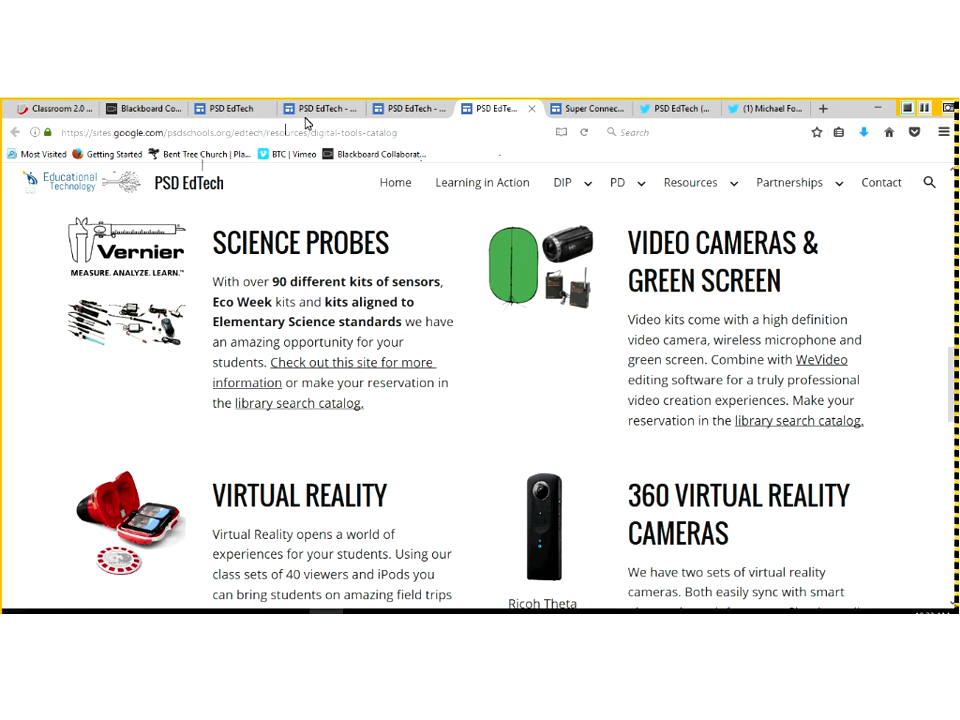 Classroom 2.0 ...
Blackboard Co...
PSD EdTech
PSD EdTech - ...
PSD EdTech - ...
PSD EdTe...
Super Connec...
PSD EdTech (...
(1) Michael Fo...
https://sites.google.com/psdschools.org/edtech/resources/digital-tools-catalog
Search
Most Visited
Getting Started
Bent Tree Church | Pla...
BTC | Vimeo
Blackboard Collaborat...
Educational
Technology
PSD EdTech
Home
Learning in Action
DIP
PD
Resources
Partnerships
Contact
Vernier
MEASURE. ANALYZE. LEARN.™
SCIENCE PROBES
With over 90 different kits of sensors,
Eco Week kits and kits aligned to
Elementary Science standards we have
an amazing opportunity for your
students. Check out this site for more
information or make your reservation in
the library search catalog.
VIDEO CAMERAS &
GREEN SCREEN
Video kits come with a high definition
video camera, wireless microphone and
green screen. Combine with WeVideo
editing software for a truly professional
video creation experiences. Make your
reservation in the library search catalog.
VIRTUAL REALITY
Virtual Reality opens a world of
experiences for your students. Using our
class sets of 40 viewers and iPods you
can bring students on amazing field trips
Ricoh Theta
360 VIRTUAL REALITY
CAMERAS
We have two sets of virtual reality
cameras. Both easily sync with smart